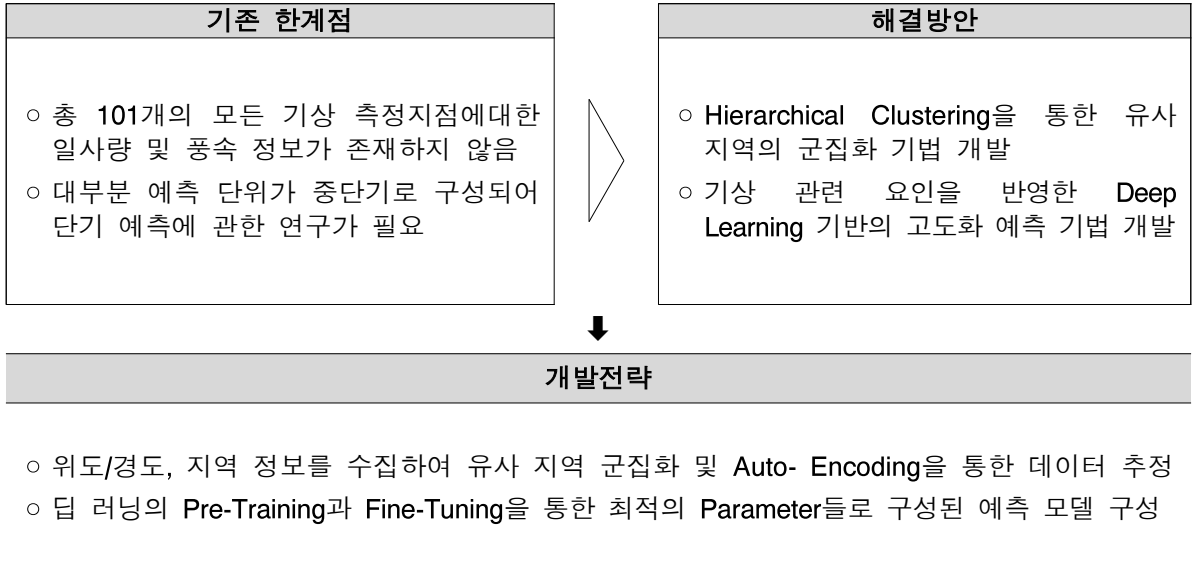 기존 한계점
○ 총 101개의 모든 기상 측정지점에대한
일사량 및 풍속 정보가 존재하지 않음
○ 대부분 예측 단위가 중단기로 구성되어
단기 예측에 관한 연구가 필요
해결방안
○ Hierarchical Clustering을 통한 유사
지역의 군집화 기법 개발
○ 기상 관련 요인을 반영한 Deep
Learning 기반의 고도화 예측 기법 개발
개발전략
○ 위도/경도, 지역 정보를 수집하여 유사 지역 군집화 및 Auto- Encoding을 통한 데이터 추정
○ 딥 러닝의 Pre-Training과 Fine-Tuning을 통한 최적의 Parameter들로 구성된 예측 모델 구성